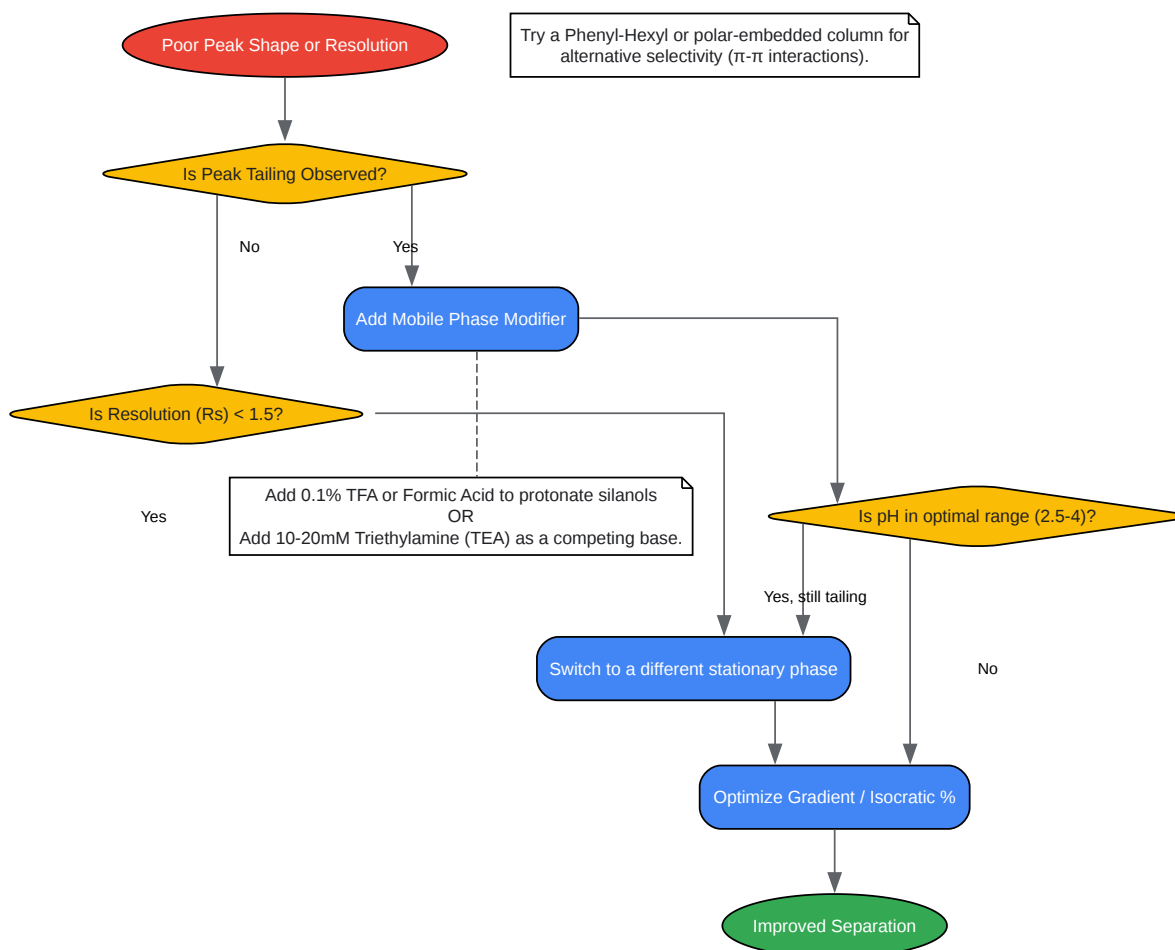 Poor Peak Shape or Resolution
Try a Phenyl-Hexyl or polar-embedded column for
alternative selectivity (π-π interactions).
Is Peak Tailing Observed?
No
Yes
Add Mobile Phase Modifier
Is Resolution (Rs) < 1.5?
Add 0.1% TFA or Formic Acid to protonate silanols
OR
Add 10-20mM Triethylamine (TEA) as a competing base.
Yes
Is pH in optimal range (2.5-4)?
Yes, still tailing
Switch to a different stationary phase
No
Optimize Gradient / Isocratic %
Improved Separation